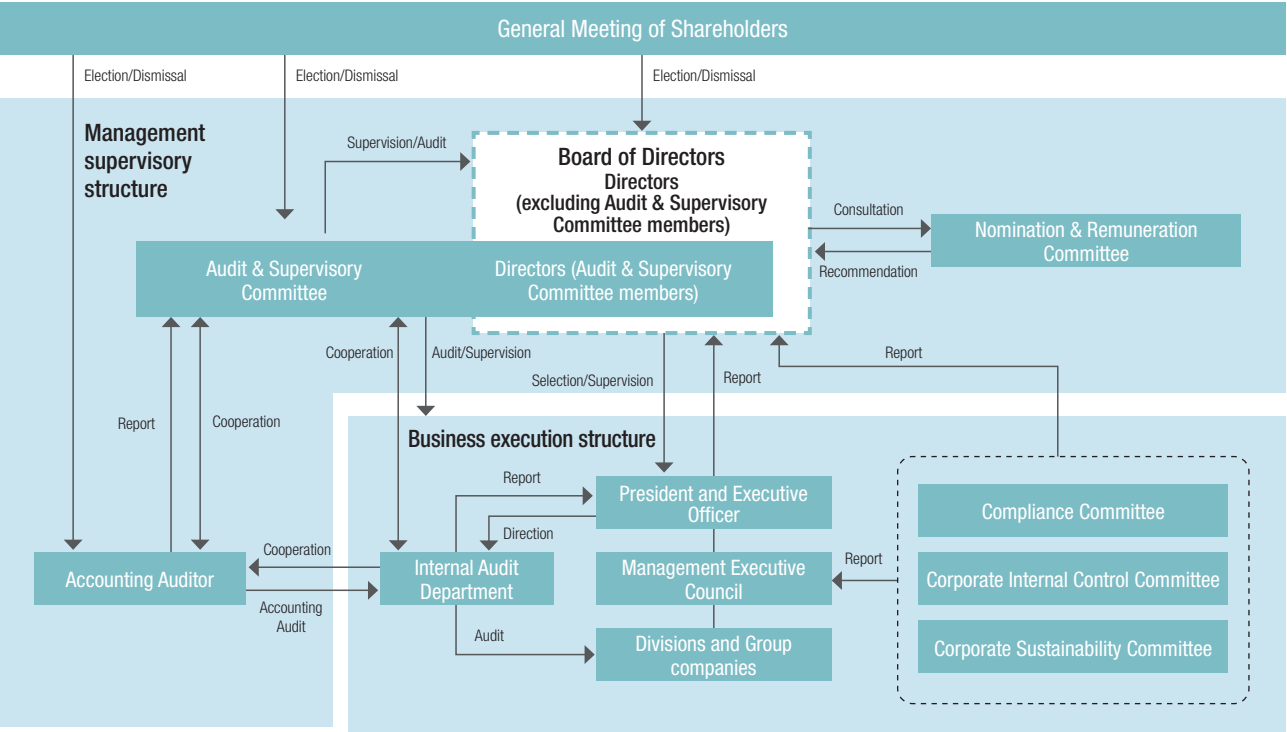 General Meeting of Shareholders
Election/Dismissal
Election/Dismissal
Election/Dismissal
Management
supervisory
structure
Supervision/Audit
Board of Directors
Directors
(excluding Audit & Supervisory
Committee members)
Consultation
Nomination & Remuneration
Committee
Recommendation
Audit & Supervisory
Committee
Directors (Audit & Supervisory
Committee members)
Cooperation
Audit/Supervision
Selection/Supervision
Report
Report
Report
Cooperation
Business execution structure
Report
President and Executive
Officer
Direction
Compliance Committee
Cooperation
Accounting Auditor
Internal Audit
Department
Management Executive
Council
Report
Corporate Internal Control Committee
Accounting
Audit
Audit
Divisions and Group
companies
Corporate Sustainability Committee